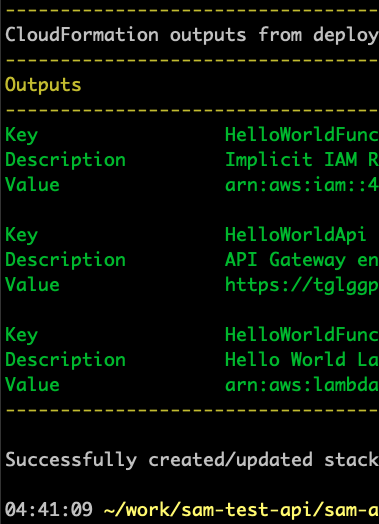 --------------------------------
CloudFormation outputs from deploy
--------------------------------
Outputs
--------------------------------
Key HelloWorldFunc
Description Implicit IAM R
Value arn:aws:iam::4
Key HelloWorldApi
Description API Gateway en
Value https://tglggp
Key HelloWorldFunc
Description Hello World La
Value arn:aws:lambda
--------------------------------
Successfully created/updated stack
04:41:09 ~/work/sam-test-api/sam-a